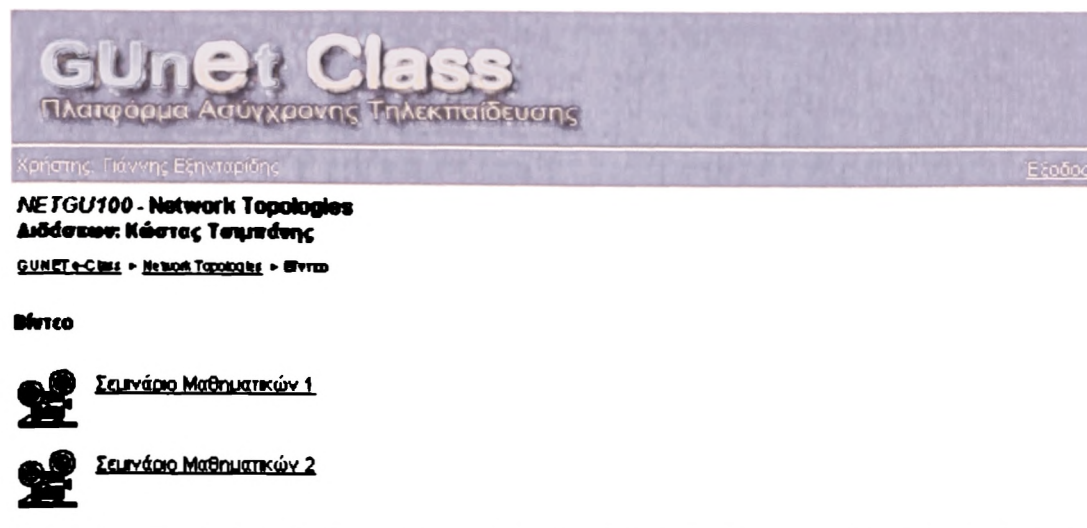 GUnet Class
Πλατφόρμα Ασύγχρονης Τηλεκπαίδευσης
Χρήστης: Γιάννης Εξηνταρίδης Έξοδος
NETGU100 - Network Topologies
Διδάσκων: Κώστας Τσιμπάνης
GUNET e-Class ▸ Network Topologies ▸ Βίντεο
Βίντεο
Σεμινάριο Μαθηματικών 1
Σεμινάριο Μαθηματικών 2